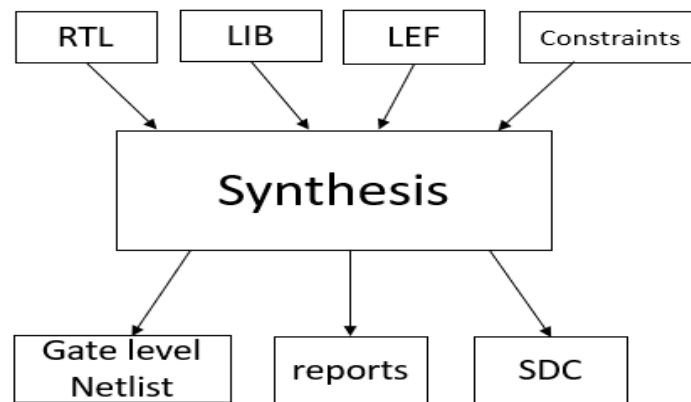 RTL
LIB
LEF
Constraints
Synthesis
Gate level
Netlist
reports
SDC